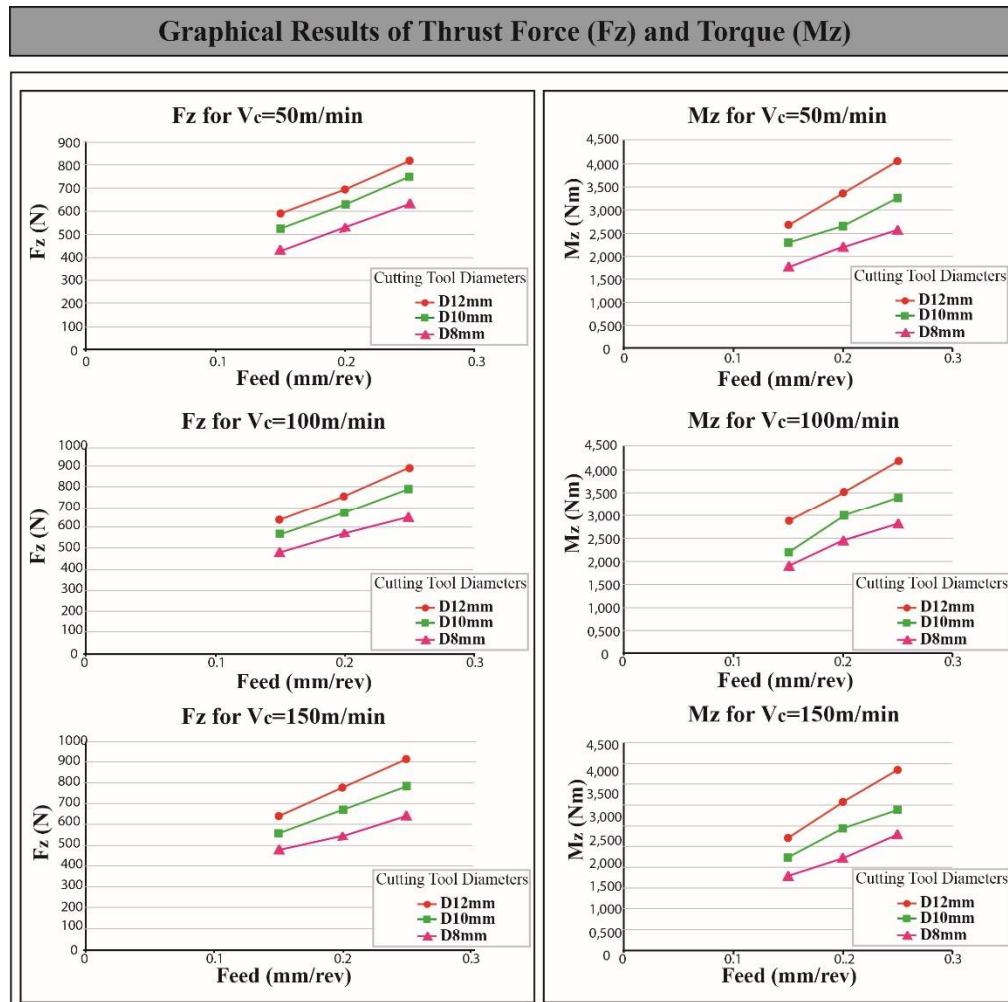 Graphical Results of Thrust Force (Fz) and Torque (Mz)
Fz for Vc=50m/min
900
800
700
600
500
400
300
200
100
0
Fz (N)
0
0.1
0.2
0.3
Feed (mm/rev)
Cutting Tool Diameters
D12mm
D10mm
D8mm
Fz for Vc=100m/min
1000
900
800
700
600
500
400
300
200
100
0
Fz (N)
0
0.1
0.2
0.3
Feed (mm/rev)
Cutting Tool Diameters
D12mm
D10mm
D8mm
Fz for Vc=150m/min
1000
900
800
700
600
500
400
300
200
100
0
Fz (N)
0
0.1
0.2
0.3
Feed (mm/rev)
Cutting Tool Diameters
D12mm
D10mm
D8mm
Mz for Vc=50m/min
4,500
4,000
3,500
3,000
2,500
2,000
1,500
1,000
0,500
0
Mz (Nm)
0
0.1
0.2
0.3
Feed (mm/rev)
Cutting Tool Diameters
D12mm
D10mm
D8mm
Mz for Vc=100m/min
4,500
4,000
3,500
3,000
2,500
2,000
1,500
1,000
0,500
0
Mz (Nm)
0
0.1
0.2
0.3
Feed (mm/rev)
Cutting Tool Diameters
D12mm
D10mm
D8mm
Mz for Vc=150m/min
4,500
4,000
3,500
3,000
2,500
2,000
1,500
1,000
0,500
0
Mz (Nm)
0
0.1
0.2
0.3
Feed (mm/rev)
Cutting Tool Diameters
D12mm
D10mm
D8mm